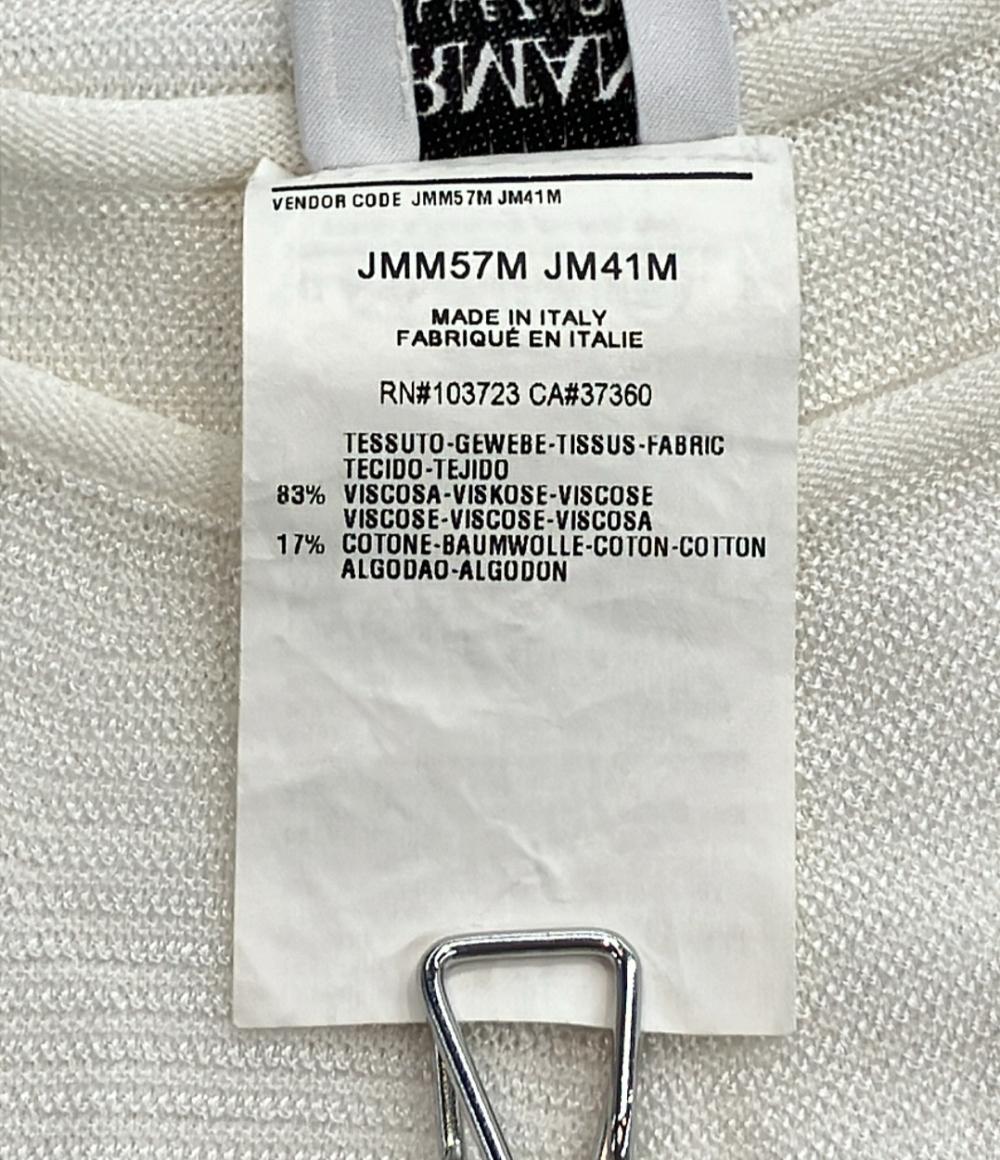 VENDOR CODE JMM57M JM41M
JMM57M JM41M
MADE IN ITALY
FABRIQUÉ EN ITALIE
RN#103723 CA#37360
TESSUTO-GEWEBE-TISSUS-FABRIC
TECIDO-TEJIDO
83% VISCOSA-VISKOSE-VISCOSE
VISCOSE-VISCOSE-VISCOSA
17% COTONE-BAUMWOLLE-COTON-COTTON
ALGODAO-ALGODON